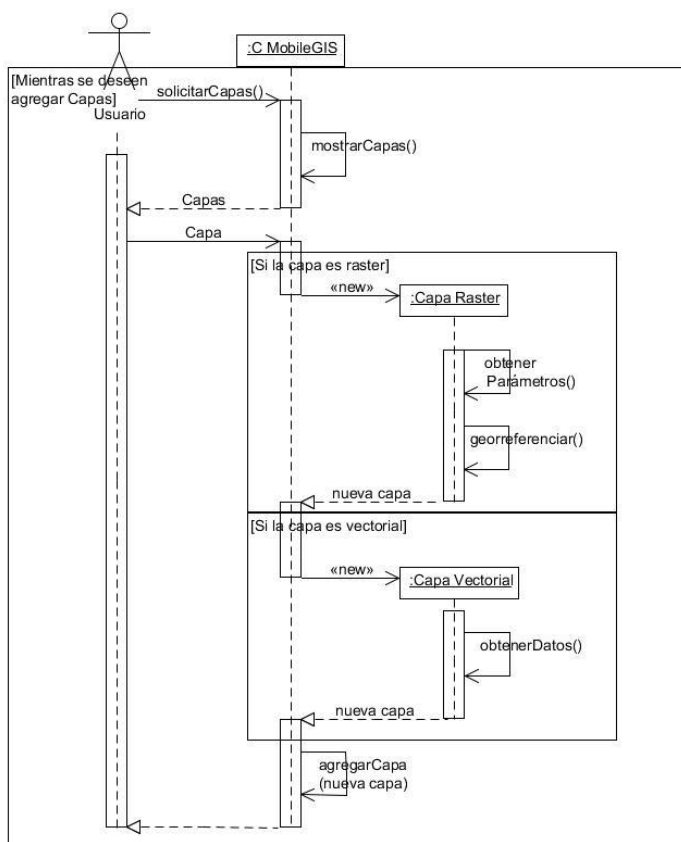 :C MobileGIS
[Mientras se deseen
agregar Capas]
Usuario
solicitarCapas()
mostrarCapas()
Capas
Capa
[Si la capa es raster]
«new»
:Capa Raster
obtener
Parámetros()
georreferenciar()
nueva capa
[Si la capa es vectorial]
«new»
:Capa Vectorial
obtenerDatos()
nueva capa
agregarCapa
(nueva capa)